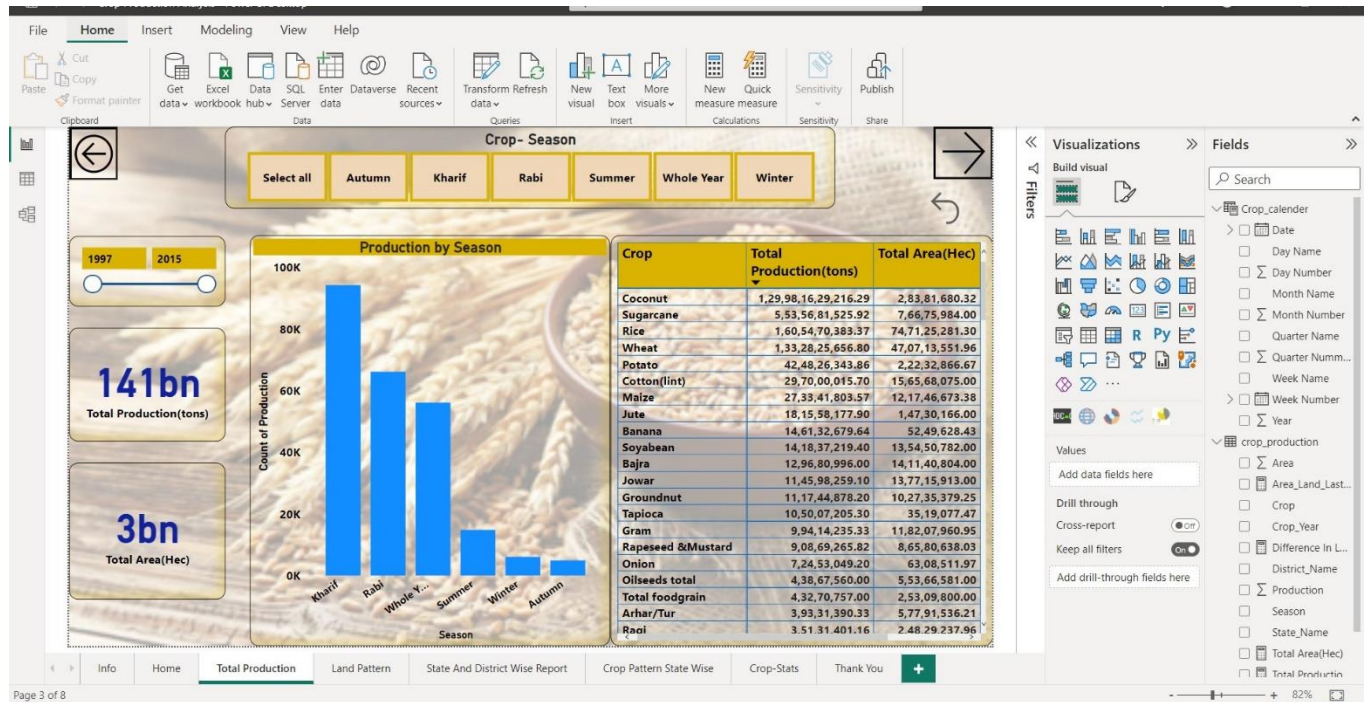 File Home Insert Modeling View Help
Paste
Cut
Copy
Format painter
Clipboard
Get data
Excel workbook
Data hub
SQL Server
Enter data
Dataverse
Recent sources
Data
Transform data
Refresh
Queries
New visual
Text box
More visuals
Insert
New measure
Quick measure
Calculations
Sensitivity
Sensitivity
Publish
Share
Crop- Season
Select all Autumn Kharif Rabi Summer Whole Year Winter
1997 2015
141bn
Total Production(tons)
3bn
Total Area(Hec)
Production by Season
Count of Production
100K
80K
60K
40K
20K
0K
Kharif Rabi Whole Y... Summer Winter Autumn
Season
Crop Total Production(tons) Total Area(Hec)
Coconut 1,29,98,16,29,216.29 2,83,81,680.32
Sugarcane 5,53,56,81,525.92 7,66,75,984.00
Rice 1,60,54,70,383.37 74,71,25,281.30
Wheat 1,33,28,25,656.80 47,07,13,551.96
Potato 42,48,26,343.86 2,22,32,866.67
Cotton(lint) 29,70,00,015.70 15,65,68,075.00
Maize 27,33,41,803.57 12,17,46,673.38
Jute 18,15,58,177.90 1,47,30,166.00
Banana 14,61,32,679.64 52,49,628.43
Soyabean 14,18,37,219.40 13,54,50,782.00
Bajra 12,96,80,996.00 14,11,40,804.00
Jowar 11,45,98,259.10 13,77,15,913.00
Groundnut 11,17,44,878.20 10,27,35,379.25
Tapioca 10,50,07,205.30 35,19,077.47
Gram 9,94,14,235.33 11,82,07,960.95
Rapeseed &Mustard 9,08,69,265.82 8,65,80,638.03
Onion 7,24,53,049.20 63,08,511.97
Oilseeds total 4,38,67,560.00 5,53,66,581.00
Total foodgrain 4,32,70,757.00 2,53,09,800.00
Arhar/Tur 3,93,31,390.33 5,77,91,536.21
Ragi 3,51,31,401.16 2,48,29,237.96
Filters
Visualizations
Build visual
R Py
Values
Add data fields here
Drill through
Cross-report Off
Keep all filters On
Add drill-through fields here
Fields
Search
Crop_calender
Date
Day Name
Day Number
Month Name
Month Number
Quarter Name
Quarter Numm...
Week Name
Week Number
Year
crop_production
Area
Area_Land_Last...
Crop
Crop_Year
Difference In L...
District_Name
Production
Season
State_Name
Total Area(Hec)
Total Productio
Info Home Total Production Land Pattern State And District Wise Report Crop Pattern State Wise Crop-Stats Thank You +
Page 3 of 8
- + 82%